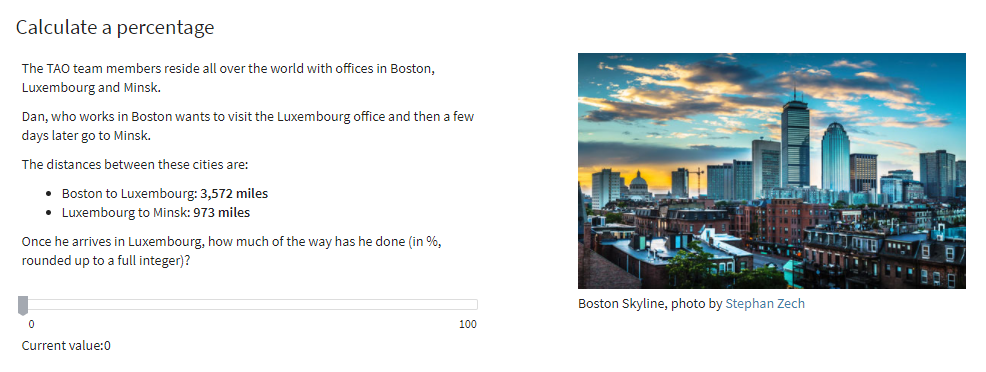 Calculate a percentage
The TAO team members reside all over the world with offices in Boston,
Luxembourg and Minsk.
Dan, who works in Boston wants to visit the Luxembourg office and then a few
days later go to Minsk.
The distances between these cities are:
• Boston to Luxembourg: 3,572 miles
• Luxembourg to Minsk: 973 miles
Once he arrives in Luxembourg, how much of the way has he done (in %,
rounded up to a full integer)?
0 100
Current value:0
Boston Skyline, photo by Stephan Zech